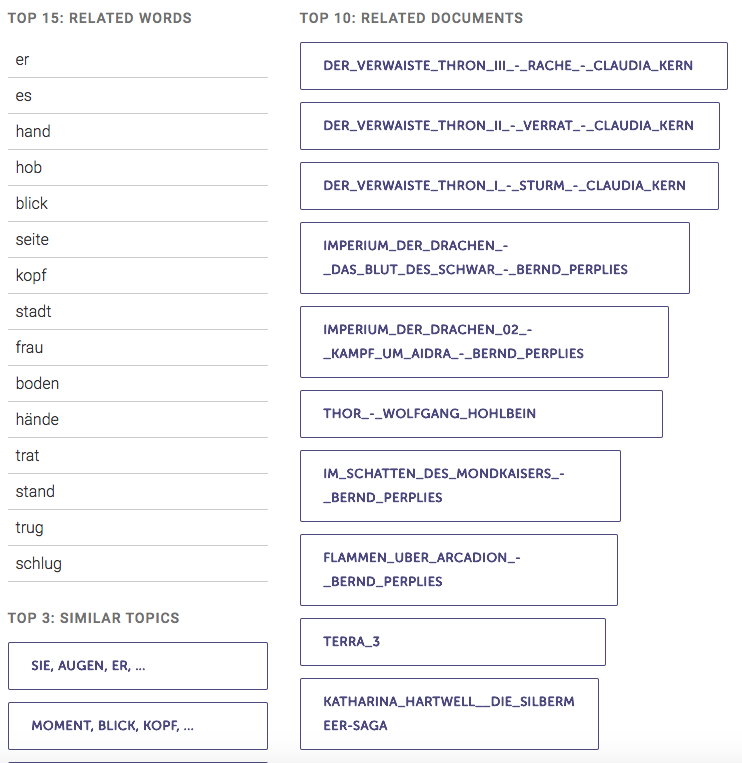 TOP 15: RELATED WORDS
er
es
hand
hob
blick
seite
kopf
stadt
frau
boden
hände
trat
stand
trug
schlug
TOP 3: SIMILAR TOPICS
SIE, AUGEN, ER, ...
MOMENT, BLICK, KOPF, ...
TOP 10: RELATED DOCUMENTS
DER_VERWAISTE_THRON_III_-_RACHE_-_CLAUDIA_KERN
DER_VERWAISTE_THRON_II_-_VERRAT_-_CLAUDIA_KERN
DER_VERWAISTE_THRON_I_-_STURM_-_CLAUDIA_KERN
IMPERIUM_DER_DRACHEN_-
_DAS_BLUT_DES_SCHWAR_-_BERND_PERPLIES
IMPERIUM_DER_DRACHEN_02_-
_KAMPF_UM_AIDRA_-_BERND_PERPLIES
THOR_-_WOLFGANG_HOHLBEIN
IM_SCHATTEN_DES_MONDKAISERS_-
_BERND_PERPLIES
FLAMMEN_UBER_ARCADION_-
_BERND_PERPLIES
TERRA_3
KATHARINA_HARTWELL__DIE_SILBERM
EER-SAGA